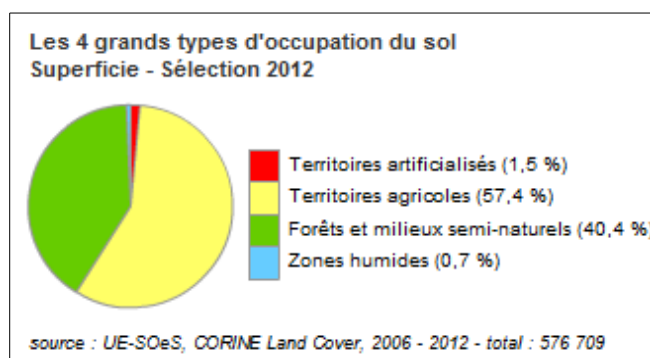 Les 4 grands types d'occupation du sol
Superficie - Sélection 2012
Territoires artificialisés (1,5 %)
Territoires agricoles (57,4 %)
Forêts et milieux semi-naturels (40,4 %)
Zones humides (0,7 %)
source : UE-SOeS, CORINE Land Cover, 2006 - 2012 - total : 576 709